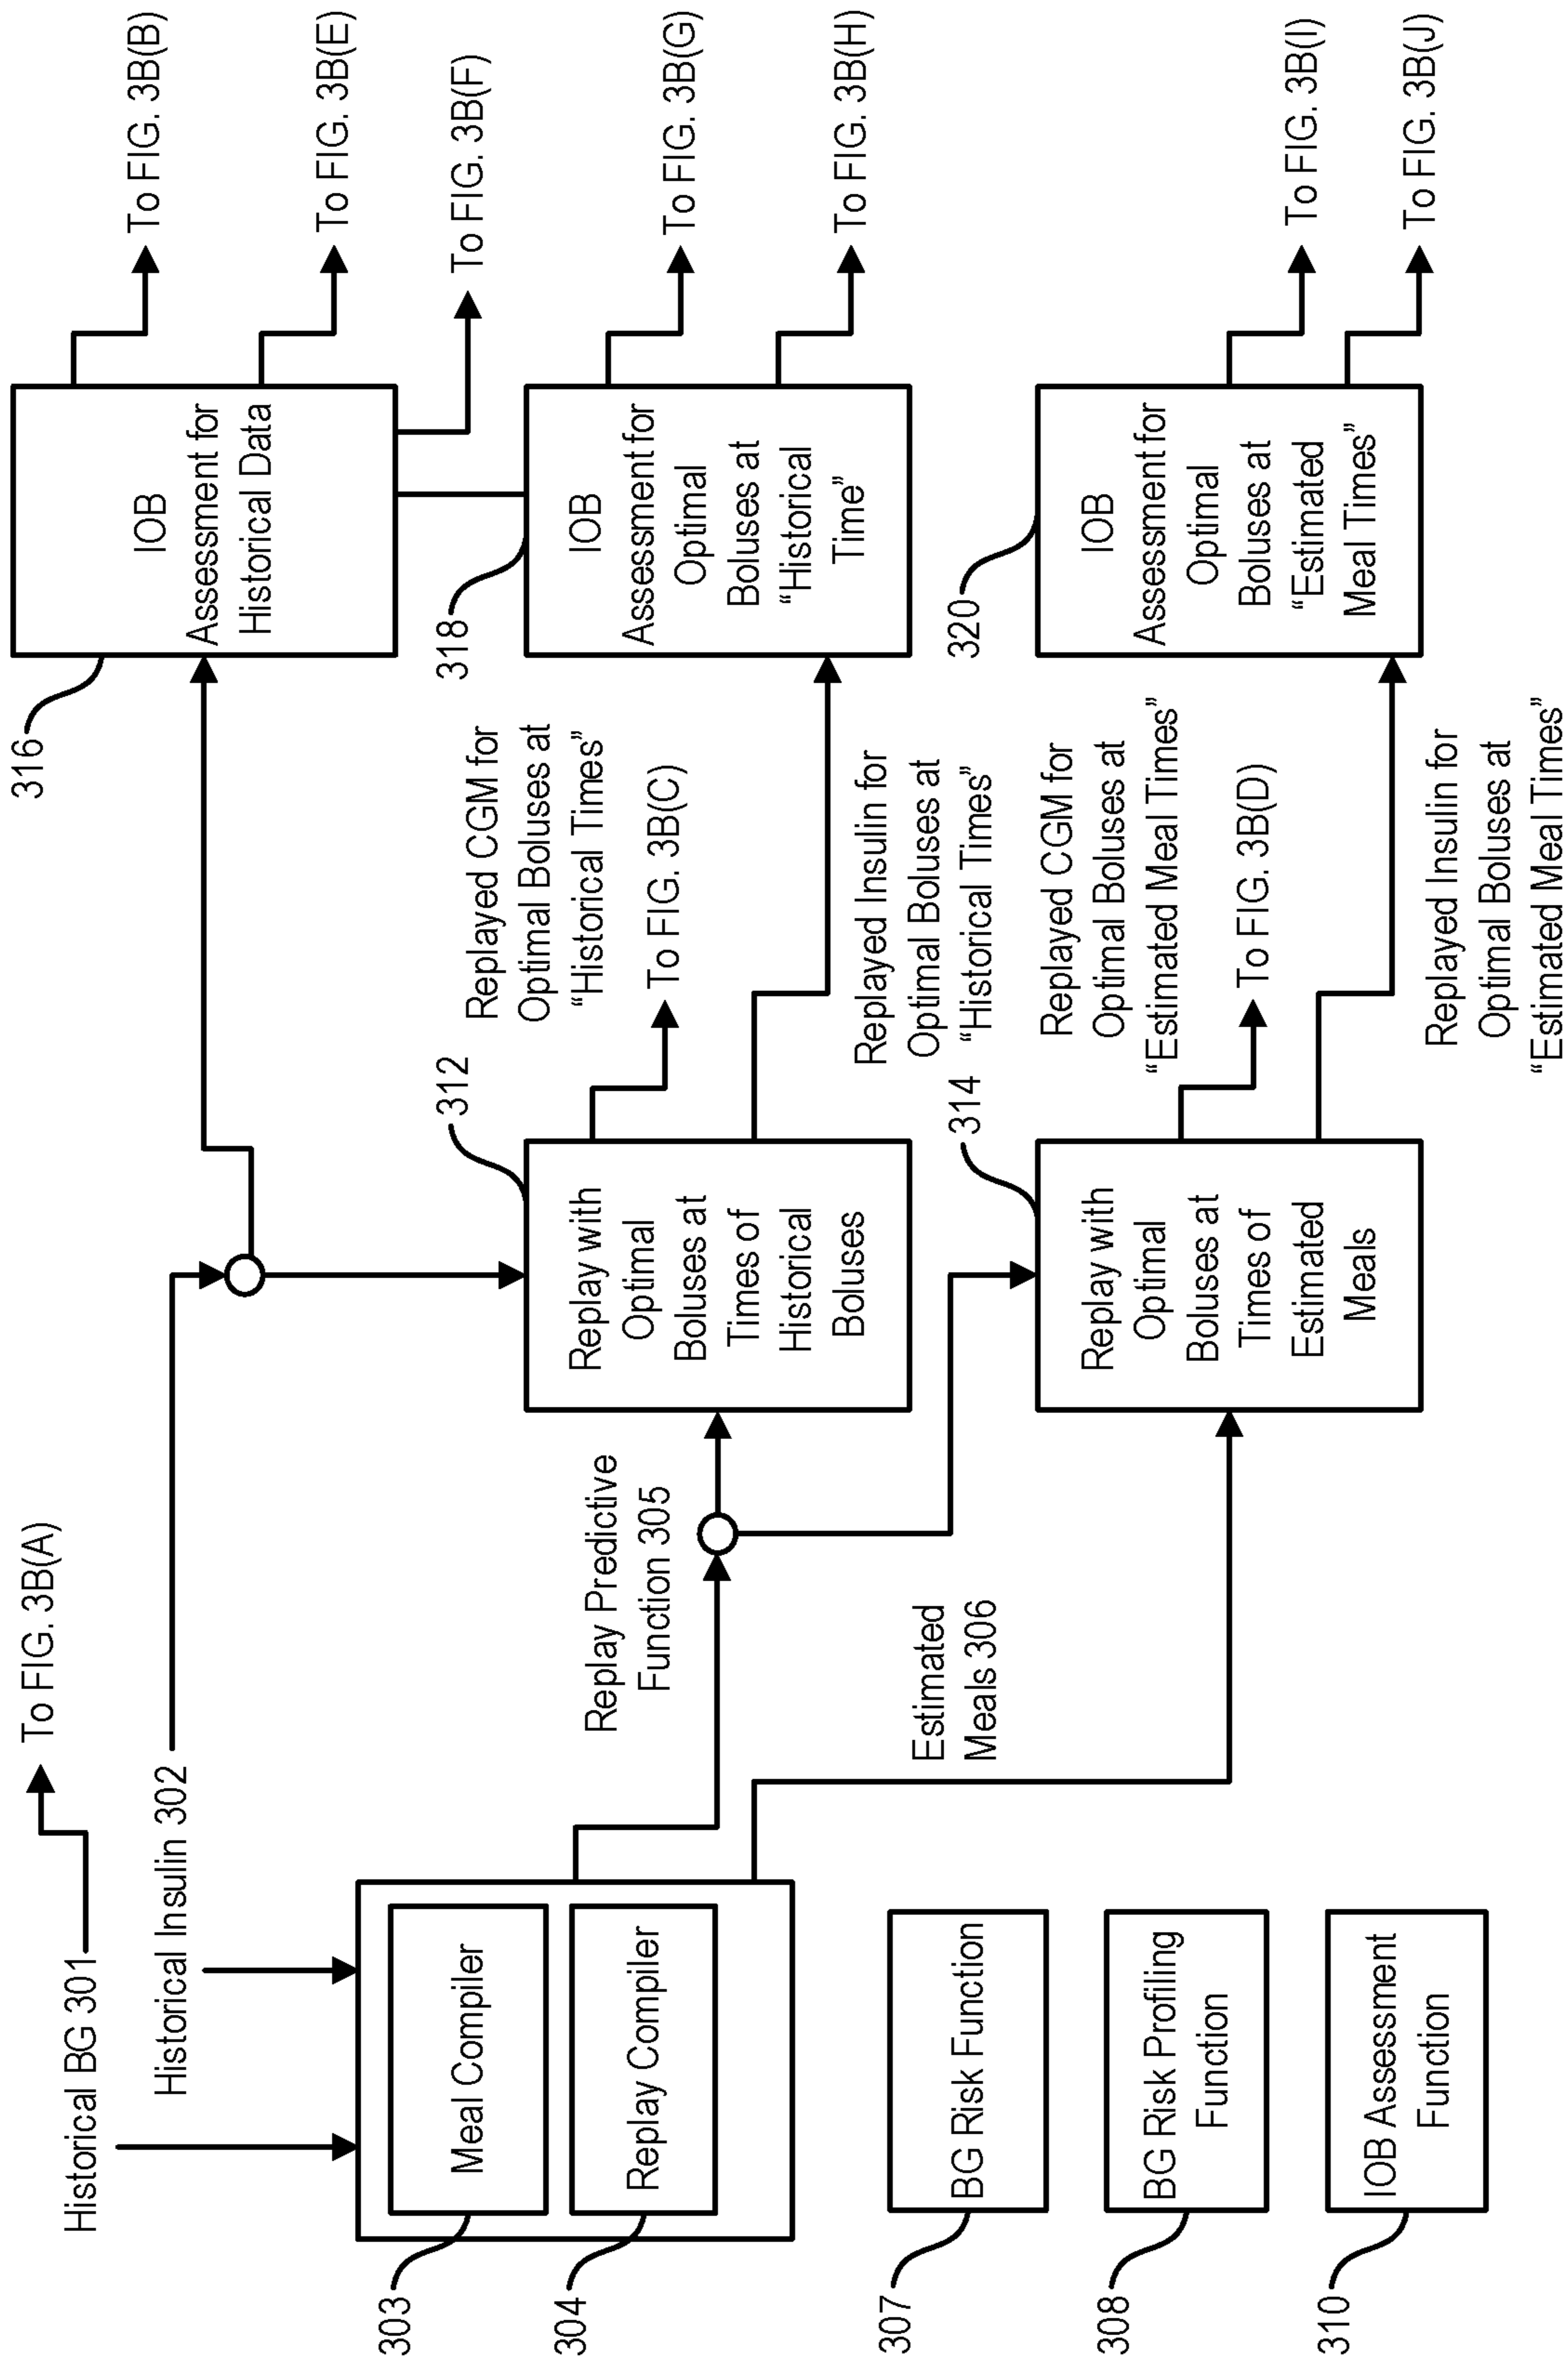 Historical BG 301
To FIG. 3B(A)
Historical Insulin 302
303
Meal Compiler
304
Replay Compiler
307
BG Risk Function
308
BG Risk Profiling
Function
310
IOB Assessment
Function
Replay Predictive
Function 305
Estimated
Meals 306
312
Replay with
Optimal
Boluses at
Times of
Historical
Boluses
314
Replay with
Optimal
Boluses at
Times of
Estimated
Meals
Replayed CGM for
Optimal Boluses at
“Historical Times”
To FIG. 3B(C)
Replayed Insulin for
Optimal Boluses at
“Historical Times”
Replayed CGM for
Optimal Boluses at
“Estimated Meal Times”
To FIG. 3B(D)
Replayed Insulin for
Optimal Boluses at
“Estimated Meal Times”
316
IOB
Assessment for
Historical Data
318
IOB
Assessment for
Optimal
Boluses at
“Historical
Time”
320
IOB
Assessment for
Optimal
Boluses at
“Estimated
Meal Times”
To FIG. 3B(B)
To FIG. 3B(E)
To FIG. 3B(F)
To FIG. 3B(G)
To FIG. 3B(H)
To FIG. 3B(I)
To FIG. 3B(J)